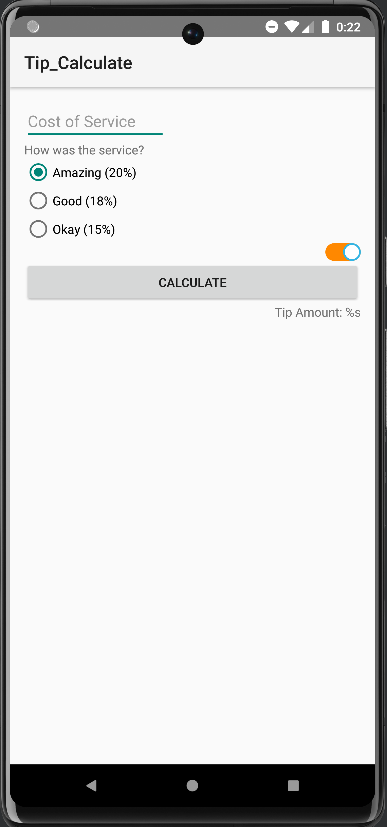 0:22
Tip_Calculate
Cost of Service
How was the service?
Amazing (20%)
Good (18%)
Okay (15%)
CALCULATE
Tip Amount: %s